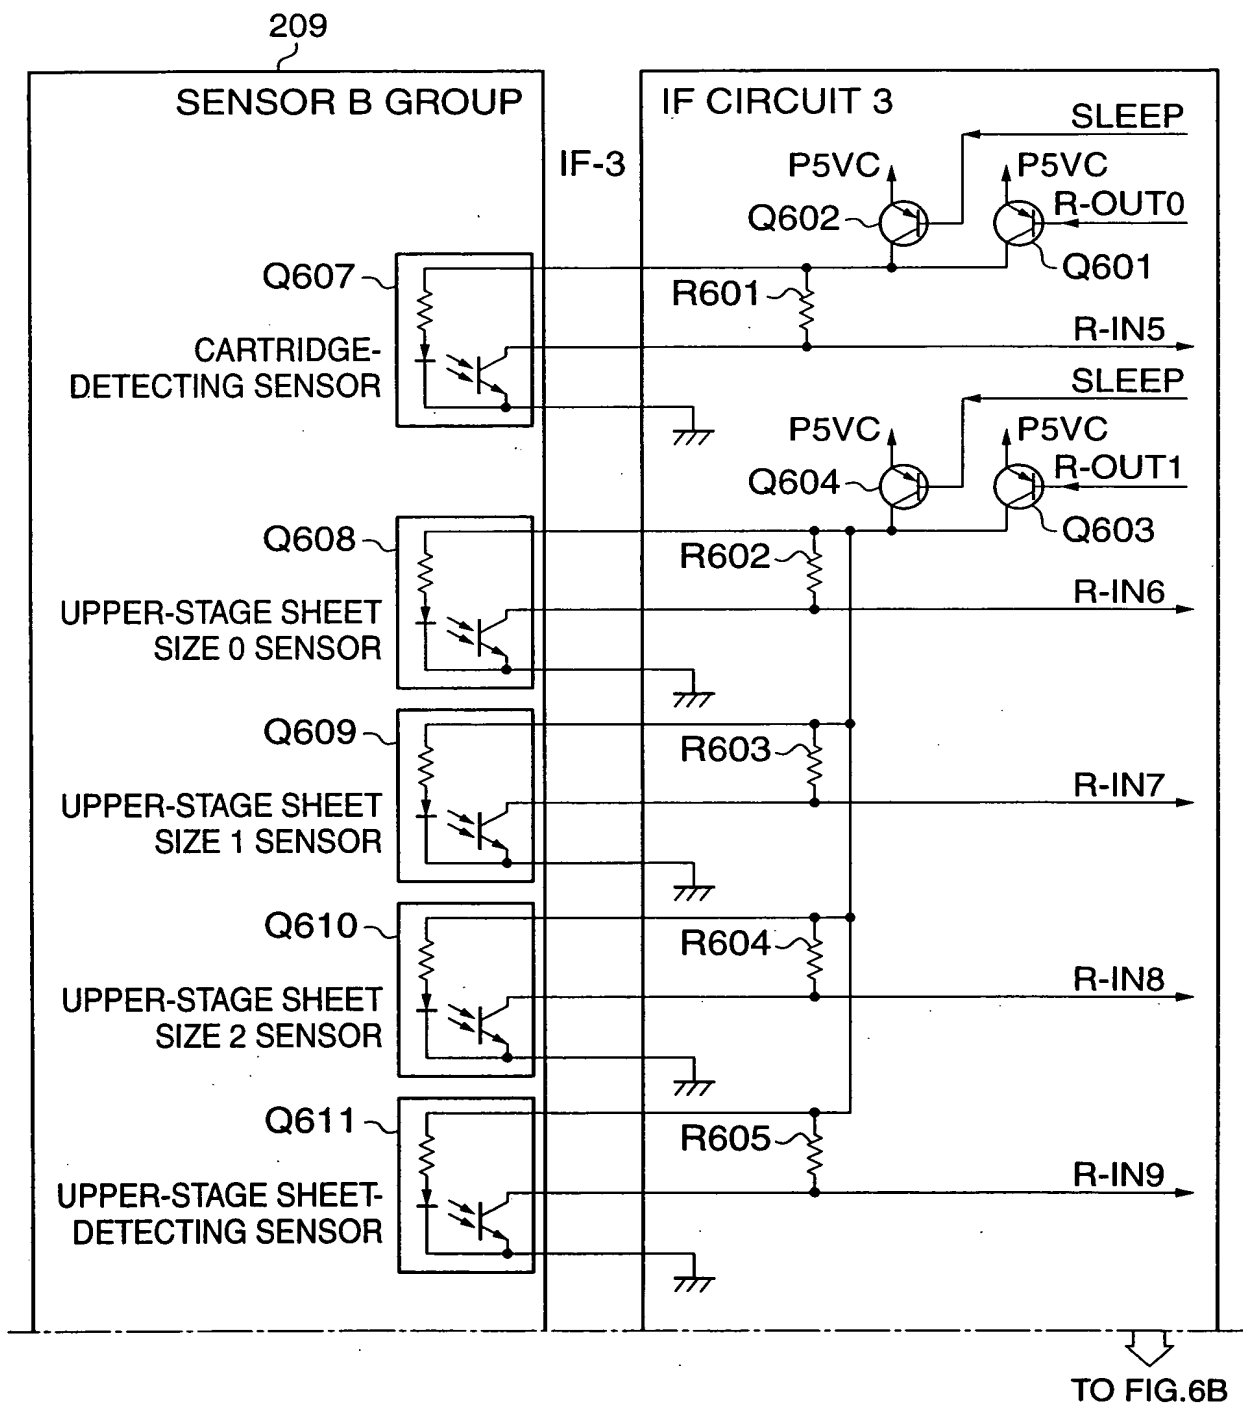 209
SENSOR B GROUP
IF-3
IF CIRCUIT 3
SLEEP
P5VC
P5VC
R-OUT0
Q602
Q601
Q607
R601
R-IN5
CARTRIDGE-
DETECTING SENSOR
SLEEP
P5VC
P5VC
R-OUT1
Q604
Q603
Q608
R602
R-IN6
UPPER-STAGE SHEET
SIZE 0 SENSOR
Q609
R603
R-IN7
UPPER-STAGE SHEET
SIZE 1 SENSOR
Q610
R604
R-IN8
UPPER-STAGE SHEET
SIZE 2 SENSOR
Q611
R605
R-IN9
UPPER-STAGE SHEET-
DETECTING SENSOR
TO FIG.6B